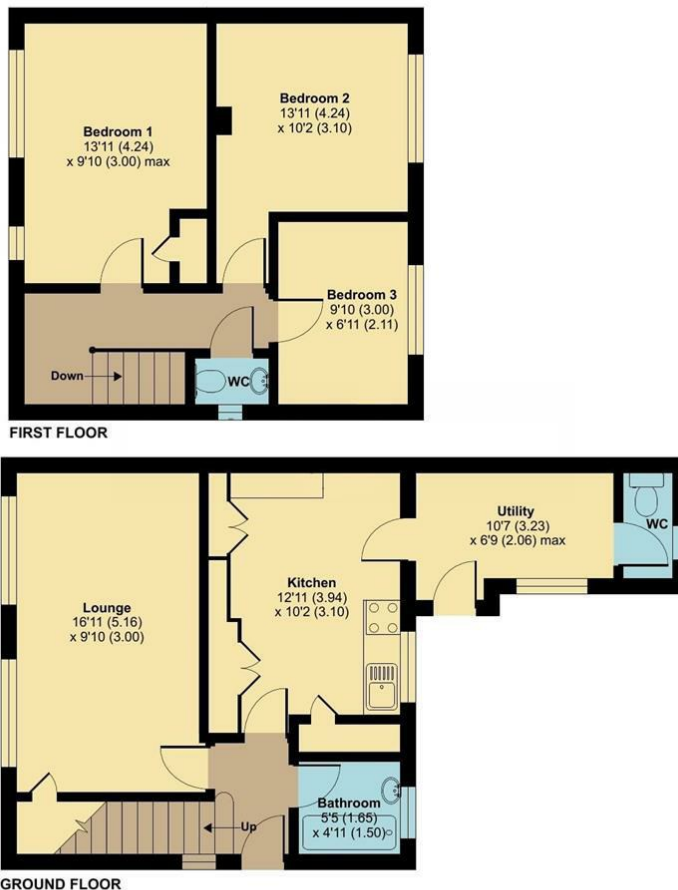 Bedroom 1
13'11 (4.24)
x 9'10 (3.00) max
Bedroom 2
13'11 (4.24)
x 10'2 (3.10)
Bedroom 3
9'10 (3.00)
x 6'11 (2.11)
Down
WC
FIRST FLOOR
Lounge
16'11 (5.16)
x 9'10 (3.00)
Kitchen
12'11 (3.94)
x 10'2 (3.10)
Utility
10'7 (3.23)
x 6'9 (2.06) max
WC
Up
Bathroom
5'5 (1.65)
x 4'11 (1.50)
GROUND FLOOR